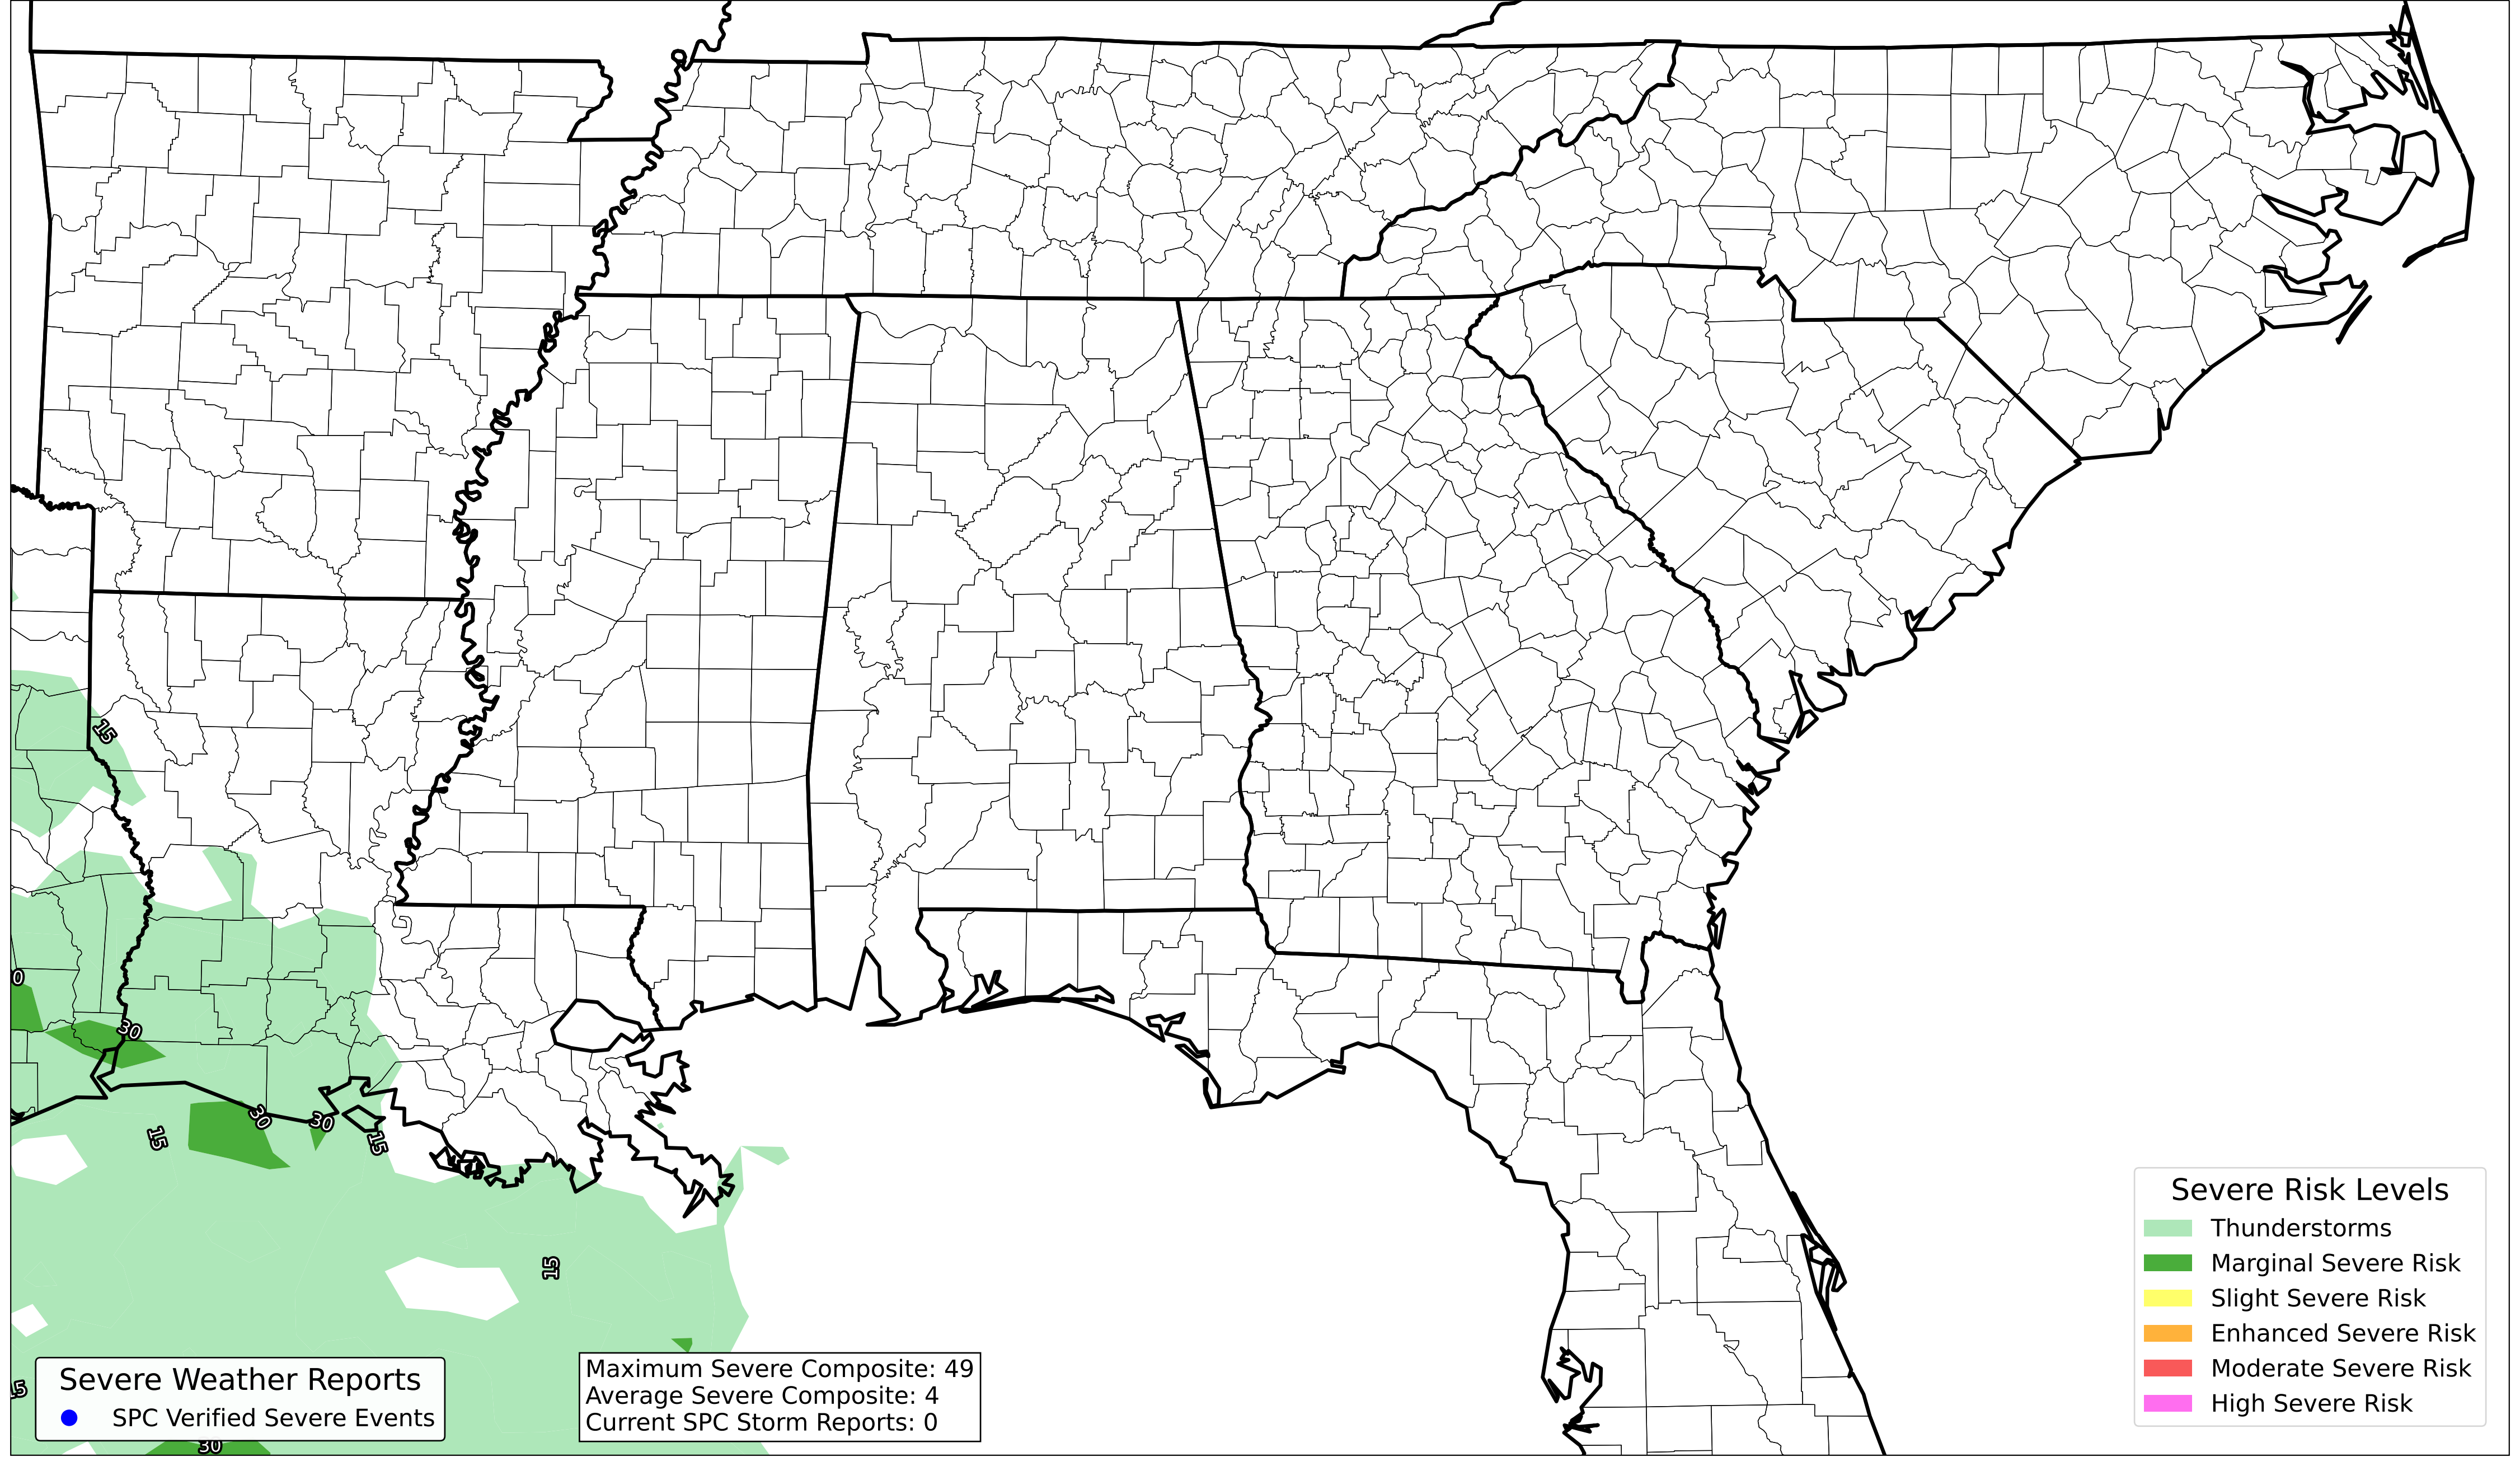 15
0
30
30
30
15
15
15
15
30
Severe Weather Reports
SPC Verified Severe Events
Maximum Severe Composite: 49
Average Severe Composite: 4
Current SPC Storm Reports: 0
Severe Risk Levels
Thunderstorms
Marginal Severe Risk
Slight Severe Risk
Enhanced Severe Risk
Moderate Severe Risk
High Severe Risk